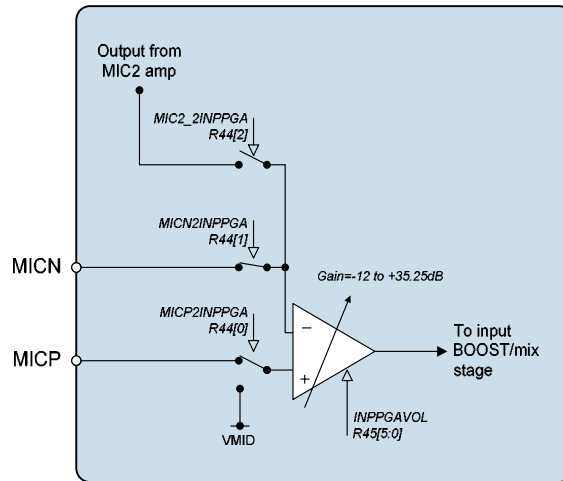 Output from
MIC2 amp
MIC2_2INPPGA
R44[2]
MICN2INPPGA
R44[1]
MICN
Gain=-12 to +35.25dB
MICP2INPPGA
R44[0]
MICP
−
+
To input
BOOST/mix
stage
VMID
INPPGAVOL
R45[5:0]